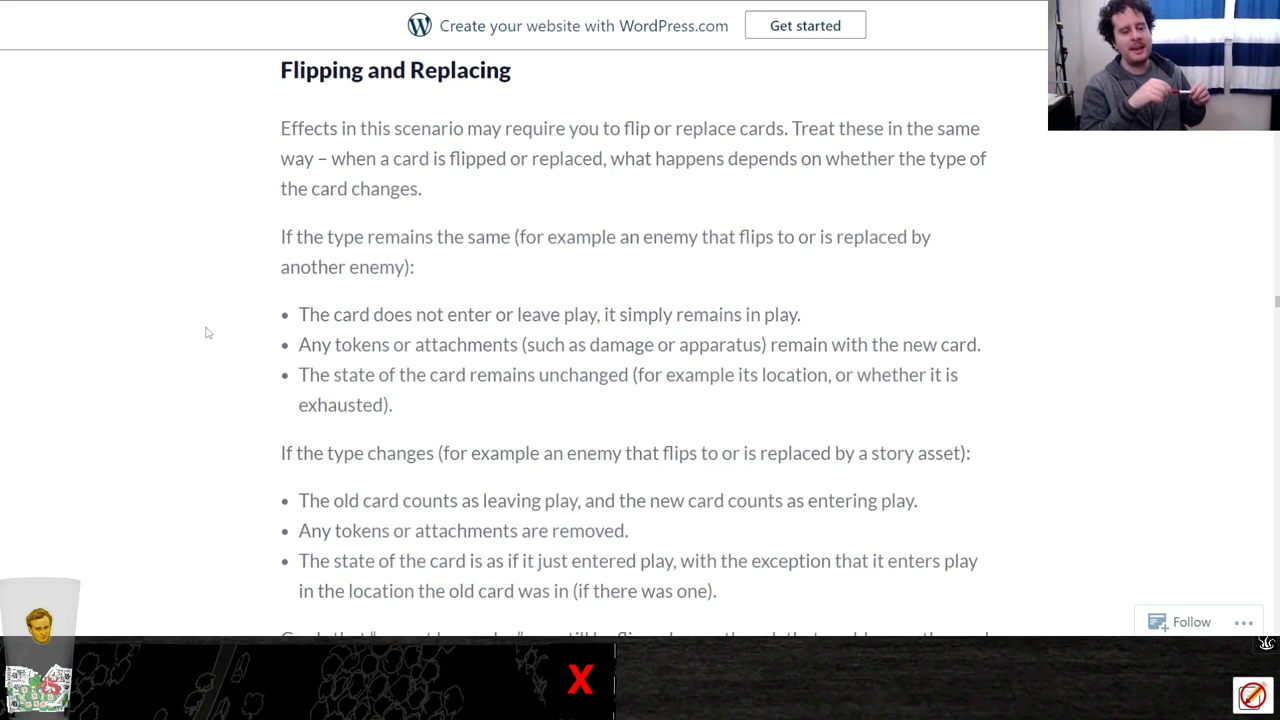 Create your website with WordPress.com
Get started
Flipping and Replacing
Effects in this scenario may require you to flip or replace cards. Treat these in the same
way – when a card is flipped or replaced, what happens depends on whether the type of
the card changes.
If the type remains the same (for example an enemy that flips to or is replaced by
another enemy):
• The card does not enter or leave play, it simply remains in play.
• Any tokens or attachments (such as damage or apparatus) remain with the new card.
• The state of the card remains unchanged (for example its location, or whether it is
exhausted).
If the type changes (for example an enemy that flips to or is replaced by a story asset):
• The old card counts as leaving play, and the new card counts as entering play.
• Any tokens or attachments are removed.
• The state of the card is as if it just entered play, with the exception that it enters play
in the location the old card was in (if there was one).
Follow
X